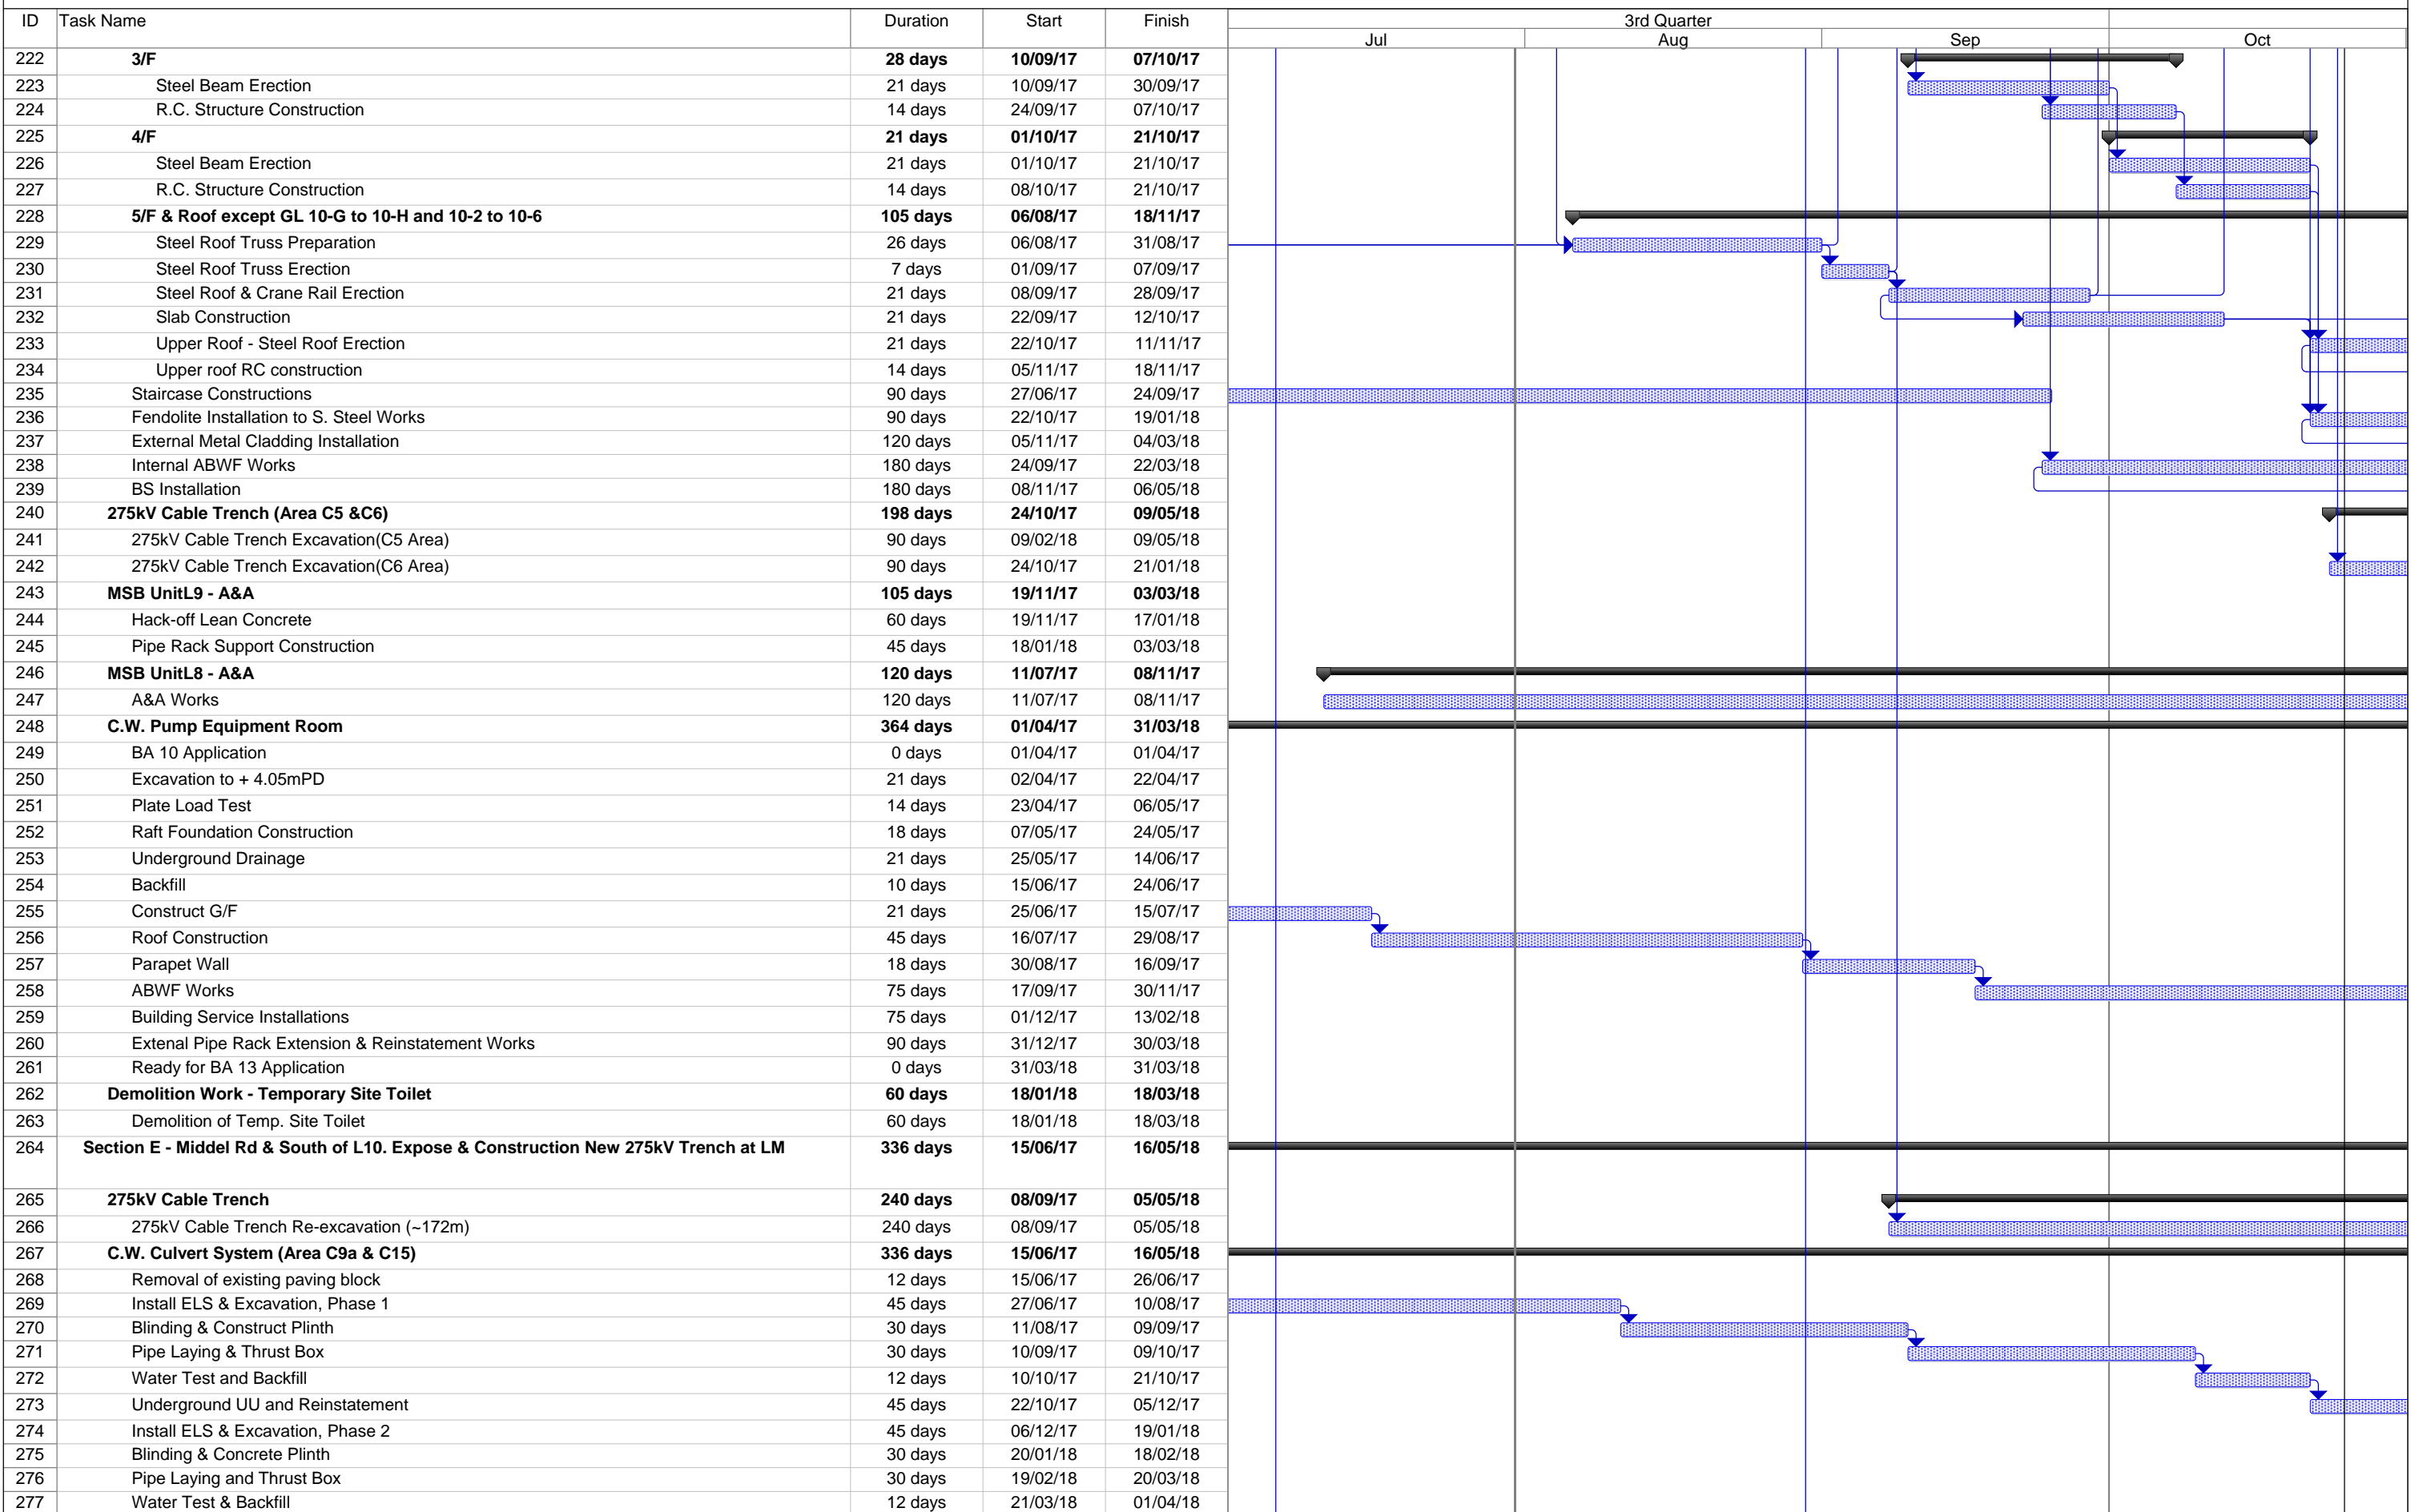 ID Task Name Duration Start Finish 3rd Quarter
Jul Aug Sep Oct
222 3/F 28 days 10/09/17 07/10/17
223 Steel Beam Erection 21 days 10/09/17 30/09/17
224 R.C. Structure Construction 14 days 24/09/17 07/10/17
225 4/F 21 days 01/10/17 21/10/17
226 Steel Beam Erection 21 days 01/10/17 21/10/17
227 R.C. Structure Construction 14 days 08/10/17 21/10/17
228 5/F & Roof except GL 10-G to 10-H and 10-2 to 10-6 105 days 06/08/17 18/11/17
229 Steel Roof Truss Preparation 26 days 06/08/17 31/08/17
230 Steel Roof Truss Erection 7 days 01/09/17 07/09/17
231 Steel Roof & Crane Rail Erection 21 days 08/09/17 28/09/17
232 Slab Construction 21 days 22/09/17 12/10/17
233 Upper Roof - Steel Roof Erection 21 days 22/10/17 11/11/17
234 Upper roof RC construction 14 days 05/11/17 18/11/17
235 Staircase Constructions 90 days 27/06/17 24/09/17
236 Fendolite Installation to S. Steel Works 90 days 22/10/17 19/01/18
237 External Metal Cladding Installation 120 days 05/11/17 04/03/18
238 Internal ABWF Works 180 days 24/09/17 22/03/18
239 BS Installation 180 days 08/11/17 06/05/18
240 275kV Cable Trench (Area C5 &C6) 198 days 24/10/17 09/05/18
241 275kV Cable Trench Excavation(C5 Area) 90 days 09/02/18 09/05/18
242 275kV Cable Trench Excavation(C6 Area) 90 days 24/10/17 21/01/18
243 MSB UnitL9 - A&A 105 days 19/11/17 03/03/18
244 Hack-off Lean Concrete 60 days 19/11/17 17/01/18
245 Pipe Rack Support Construction 45 days 18/01/18 03/03/18
246 MSB UnitL8 - A&A 120 days 11/07/17 08/11/17
247 A&A Works 120 days 11/07/17 08/11/17
248 C.W. Pump Equipment Room 364 days 01/04/17 31/03/18
249 BA 10 Application 0 days 01/04/17 01/04/17
250 Excavation to + 4.05mPD 21 days 02/04/17 22/04/17
251 Plate Load Test 14 days 23/04/17 06/05/17
252 Raft Foundation Construction 18 days 07/05/17 24/05/17
253 Underground Drainage 21 days 25/05/17 14/06/17
254 Backfill 10 days 15/06/17 24/06/17
255 Construct G/F 21 days 25/06/17 15/07/17
256 Roof Construction 45 days 16/07/17 29/08/17
257 Parapet Wall 18 days 30/08/17 16/09/17
258 ABWF Works 75 days 17/09/17 30/11/17
259 Building Service Installations 75 days 01/12/17 13/02/18
260 Extenal Pipe Rack Extension & Reinstatement Works 90 days 31/12/17 30/03/18
261 Ready for BA 13 Application 0 days 31/03/18 31/03/18
262 Demolition Work - Temporary Site Toilet 60 days 18/01/18 18/03/18
263 Demolition of Temp. Site Toilet 60 days 18/01/18 18/03/18
264 Section E - Middel Rd & South of L10. Expose & Construction New 275kV Trench at LM 336 days 15/06/17 16/05/18
265 275kV Cable Trench 240 days 08/09/17 05/05/18
266 275kV Cable Trench Re-excavation (~172m) 240 days 08/09/17 05/05/18
267 C.W. Culvert System (Area C9a & C15) 336 days 15/06/17 16/05/18
268 Removal of existing paving block 12 days 15/06/17 26/06/17
269 Install ELS & Excavation, Phase 1 45 days 27/06/17 10/08/17
270 Blinding & Construct Plinth 30 days 11/08/17 09/09/17
271 Pipe Laying & Thrust Box 30 days 10/09/17 09/10/17
272 Water Test and Backfill 12 days 10/10/17 21/10/17
273 Underground UU and Reinstatement 45 days 22/10/17 05/12/17
274 Install ELS & Excavation, Phase 2 45 days 06/12/17 19/01/18
275 Blinding & Concrete Plinth 30 days 20/01/18 18/02/18
276 Pipe Laying and Thrust Box 30 days 19/02/18 20/03/18
277 Water Test & Backfill 12 days 21/03/18 01/04/18